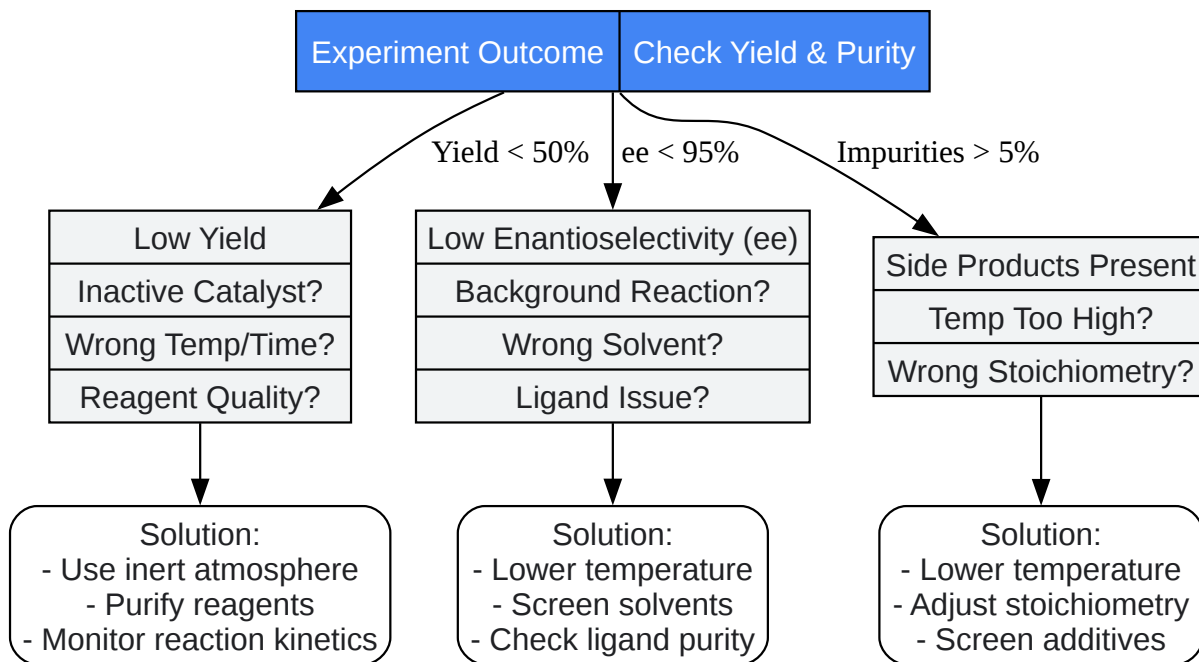 Experiment Outcome
Check Yield & Purity
Yield < 50%
ee < 95%
Impurities > 5%
Low Yield
Inactive Catalyst?
Wrong Temp/Time?
Reagent Quality?
Low Enantioselectivity (ee)
Background Reaction?
Wrong Solvent?
Ligand Issue?
Side Products Present
Temp Too High?
Wrong Stoichiometry?
Solution:
- Use inert atmosphere
- Purify reagents
- Monitor reaction kinetics
Solution:
- Lower temperature
- Screen solvents
- Check ligand purity
Solution:
- Lower temperature
- Adjust stoichiometry
- Screen additives